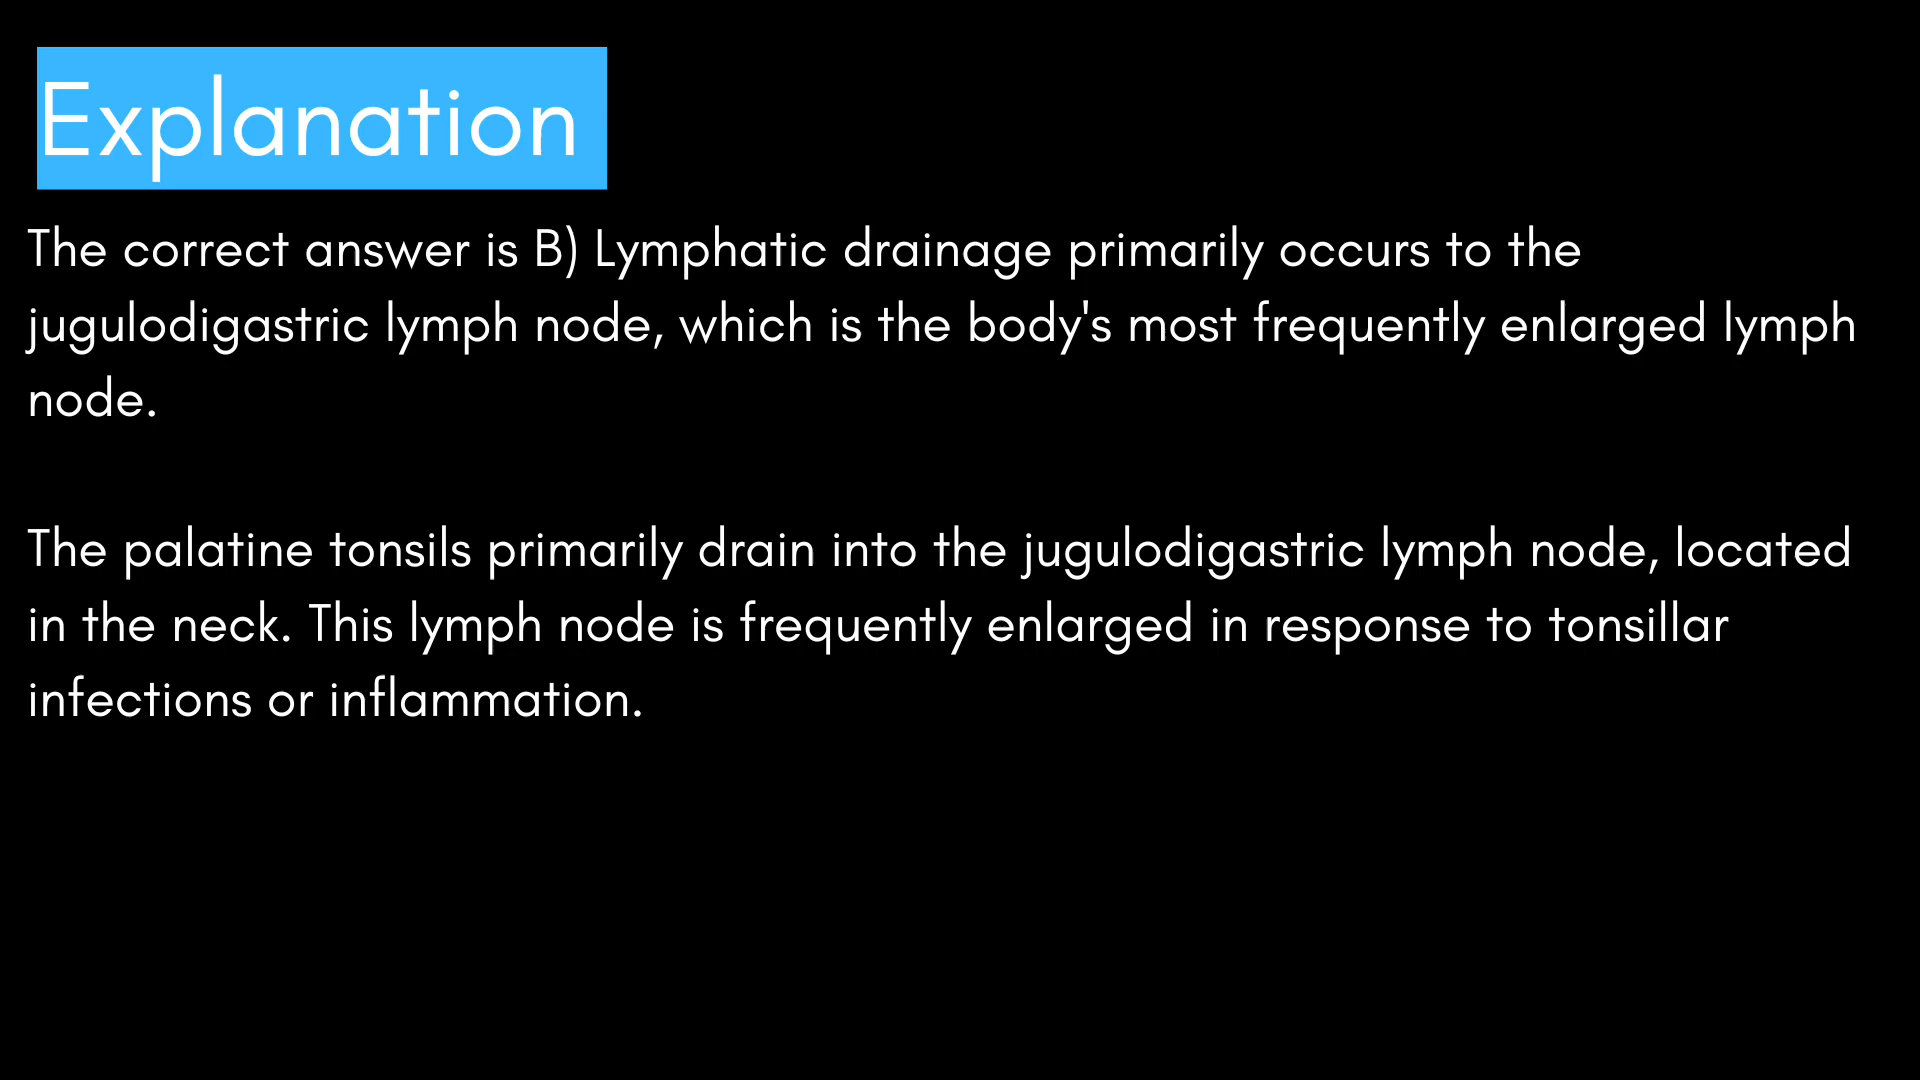 Explanation
The correct answer is B) Lymphatic drainage primarily occurs to the
jugulodigastric lymph node, which is the body's most frequently enlarged lymph
node.
The palatine tonsils primarily drain into the jugulodigastric lymph node, located
in the neck. This lymph node is frequently enlarged in response to tonsillar
infections or inflammation.